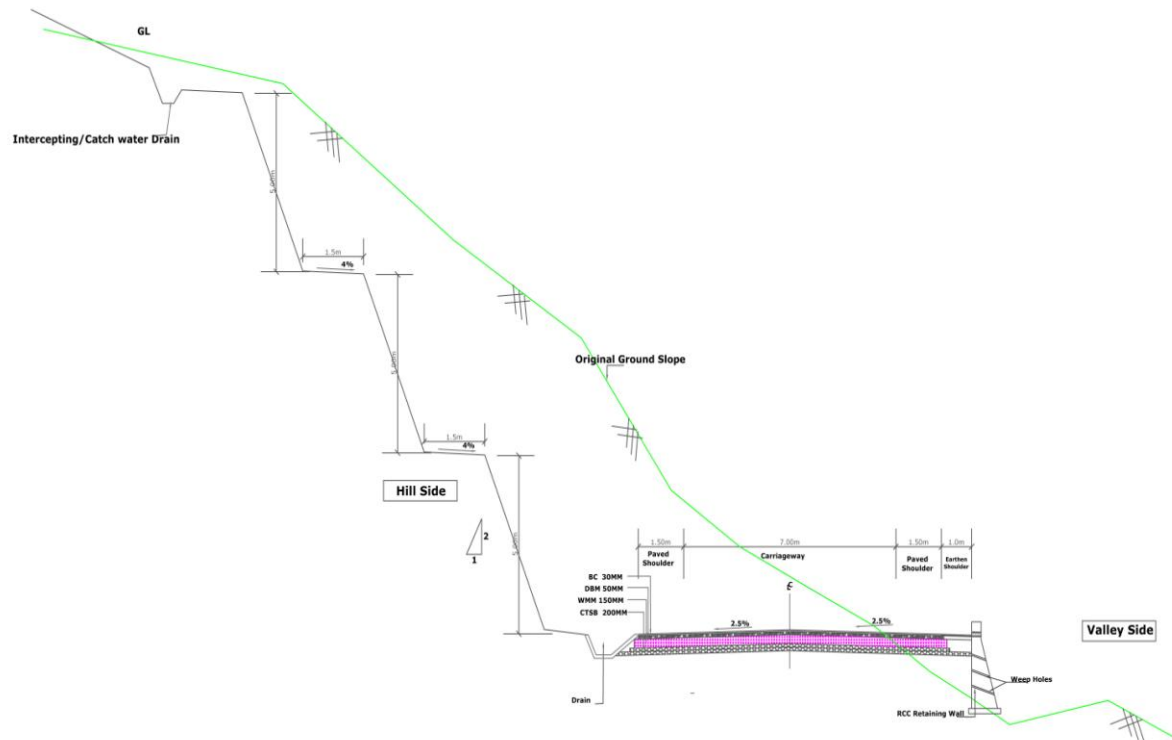 GL
Intercepting/Catch water Drain
1.5m
4%
Original Ground Slope
1.5m
4%
Hill Side
2
1
1.50m
7.00m
1.50m
1.0m
Paved
Shoulder
Carriageway
Paved
Shoulder
Earthen
Shoulder
BC 30MM
DBM 50MM
WMM 150MM
CTSB 200MM
2.5%
2.5%
Valley Side
Weep Holes
Drain
RCC Retaining Wall